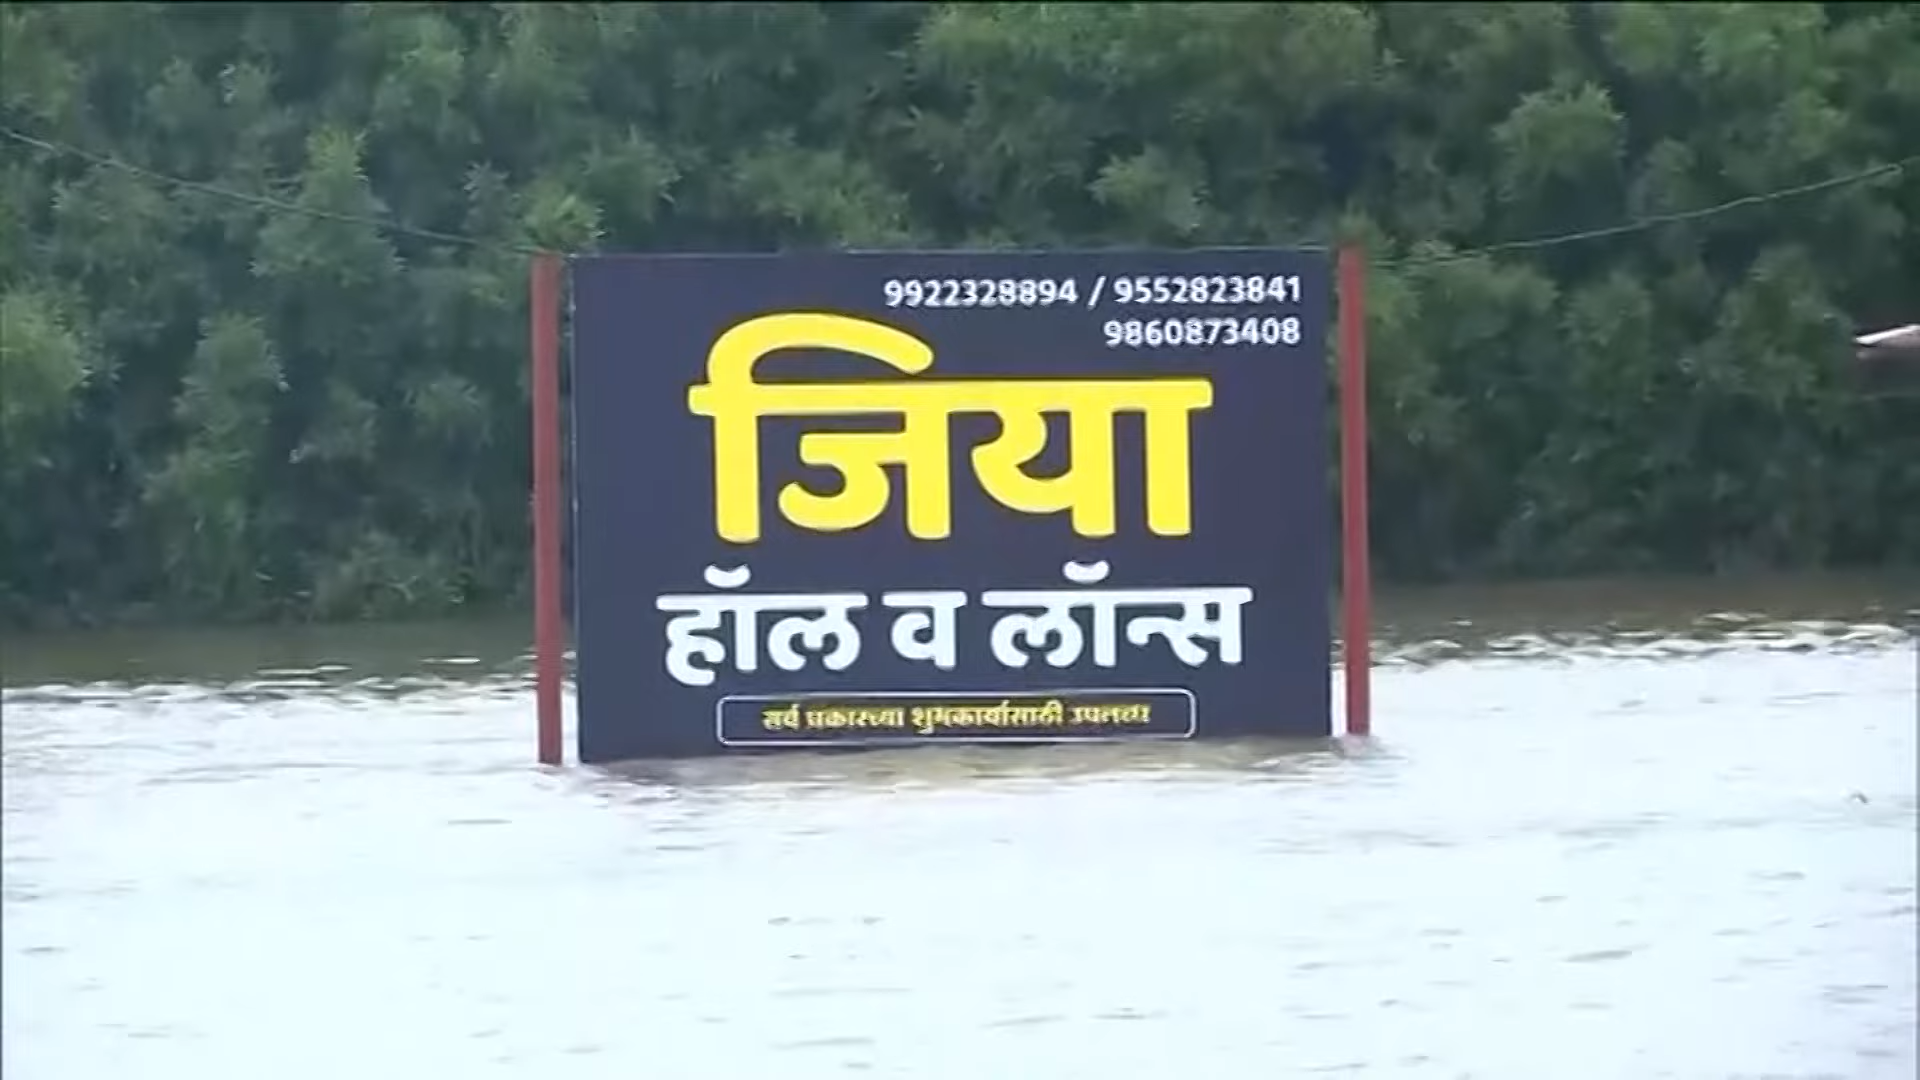 9922328894 / 9552823841
9860873408
जिया
हॉल व लॉन्स
सर्व प्रकारच्या शुभकार्यासाठी उपलब्ध